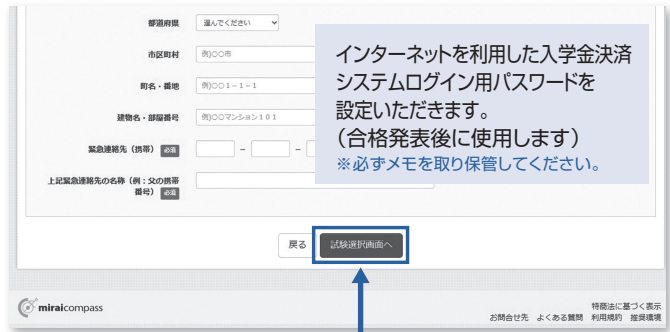 都道府県 選んでください
市区町村 例)○○市
町名・番地 例)○○1-1-1
建物名・部屋番号 例)○○マンション101
緊急連絡先(携帯) 必須 - -
上記緊急連絡先の名称(例:父の携帯
番号) 必須
インターネットを利用した入学金決済
システムログイン用パスワードを
設定いただきます。
(合格発表後に使用します)
※必ずメモを取り保管してください。
戻る 試験選択画面へ
miraicompass
特商法に基づく表示
お問合せ先 よくある質問 利用規約 推奨環境